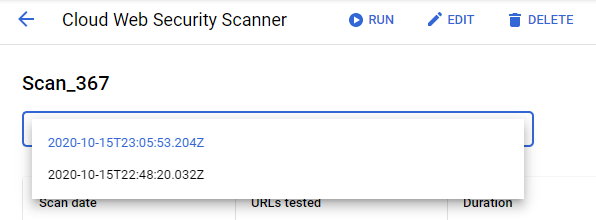 Cloud Web Security Scanner
RUN
EDIT
DELETE
Scan_367
2020-10-15T23:05:53.204Z
2020-10-15T22:48:20.032Z
Scan date
URLs tested
Duration